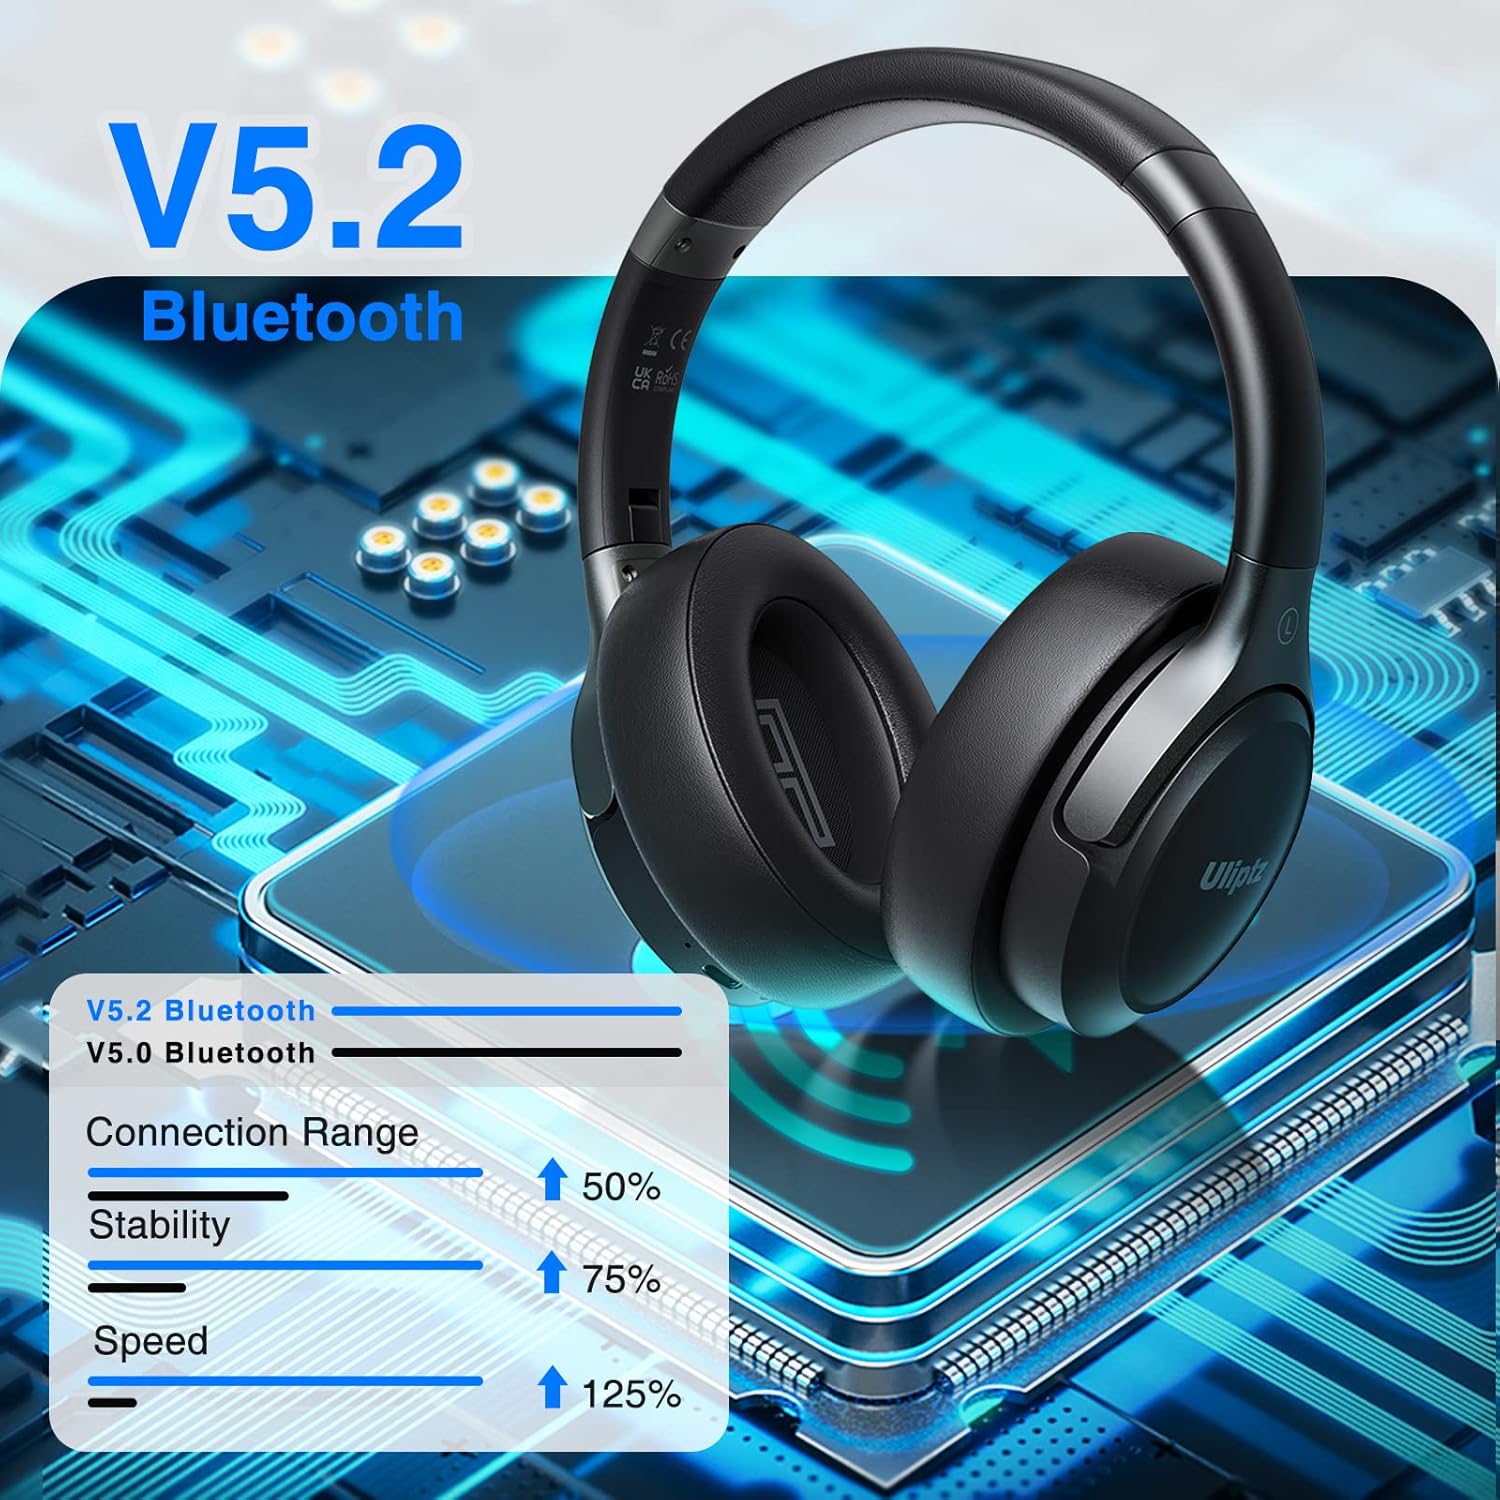 V5.2
Bluetooth
CE
UK
CA
RoHS
L
Uliptz
V5.2 Bluetooth
V5.0 Bluetooth
Connection Range
50%
Stability
75%
Speed
125%